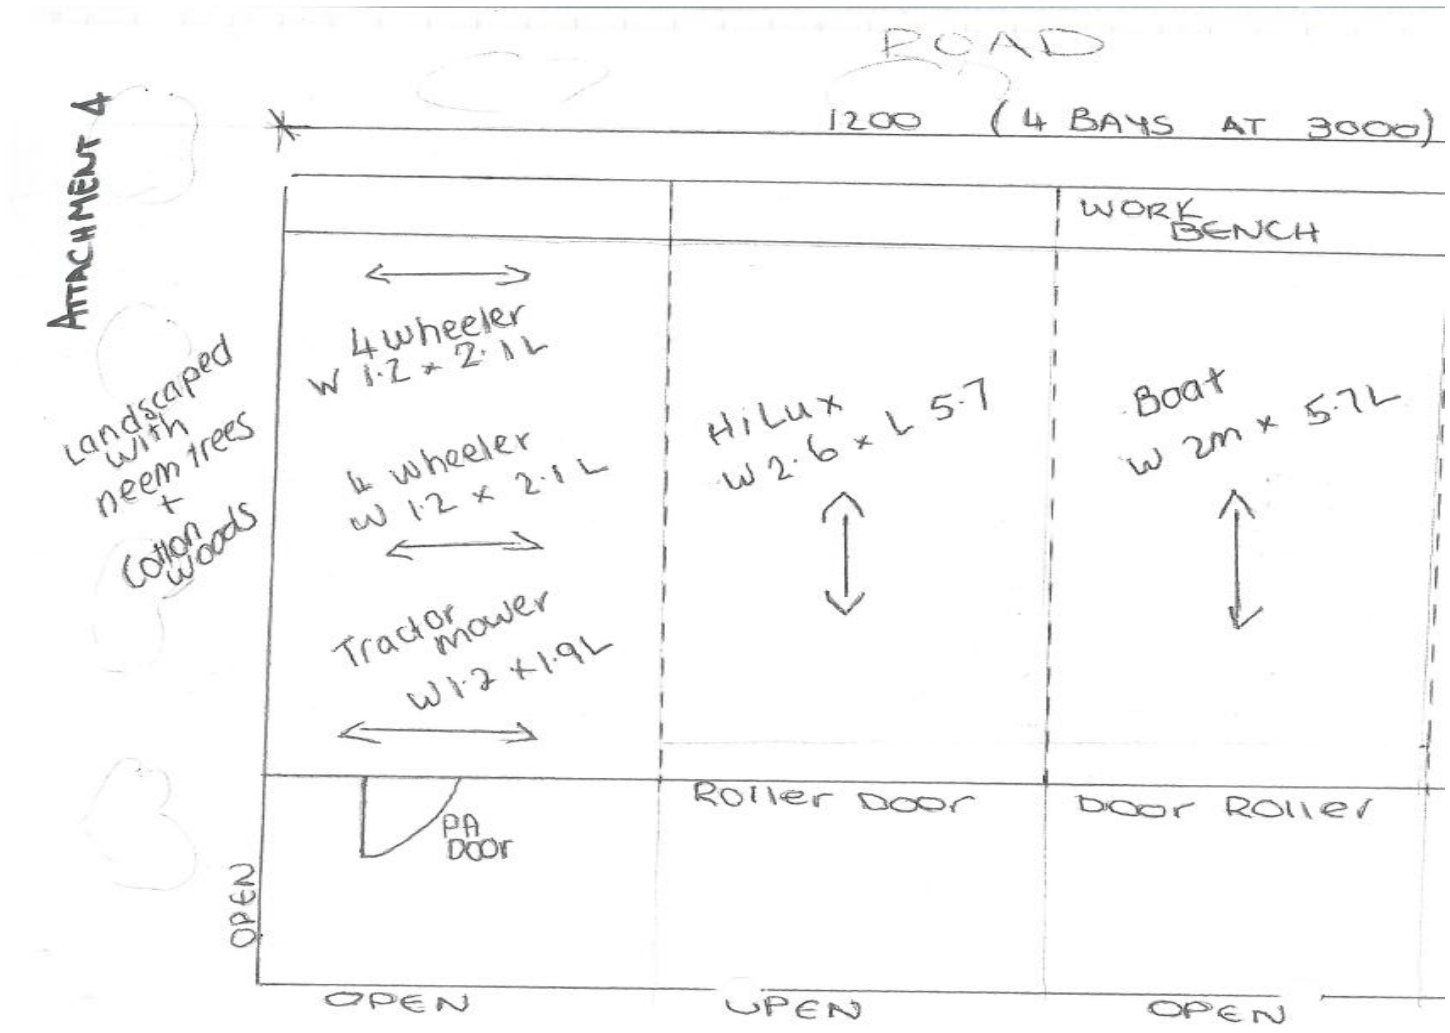 ROAD
1200 (4 BAYS AT 3000)
ATTACHMENT 4
WORK
BENCH
4 wheeler
W 1.2 x 2.1 L
Landscaped
with
neem trees
+
Cotton
woods
4 wheeler
W 1.2 x 2.1 L
Tractor
mower
W 1.2 x 1.9 L
HiLux
W 2.6 x L 5.7
Boat
W 2m x 5.7 L
PA
DOOR
Roller DOOR
DOOR Roller
OPEN
OPEN
OPEN
OPEN